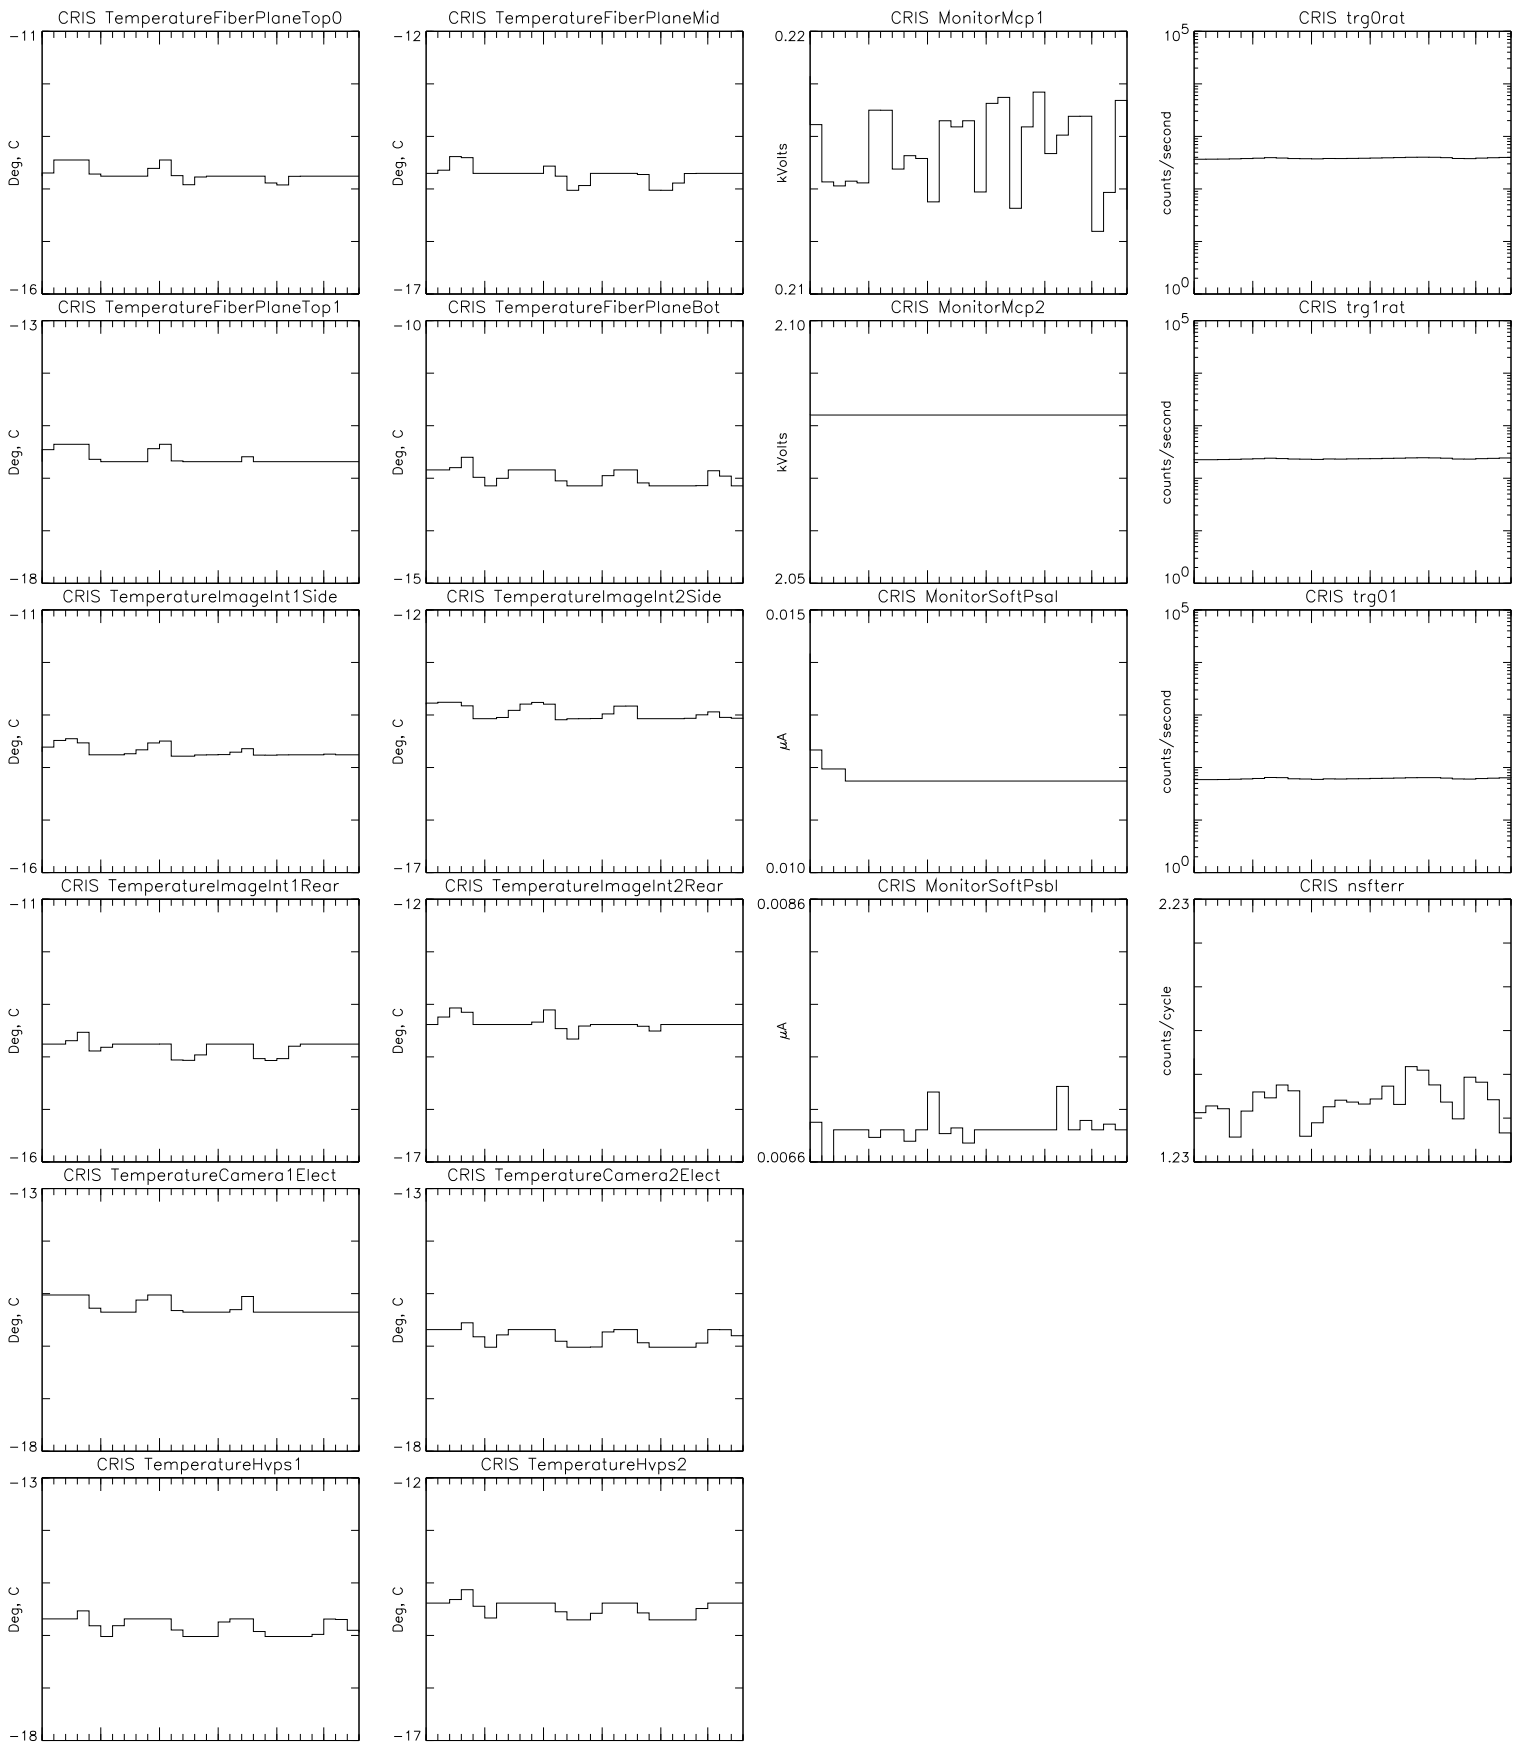 CRIS TemperatureFiberPlaneTop0
-11
Deg, C
-16
CRIS TemperatureFiberPlaneMid
-12
Deg, C
-17
CRIS MonitorMcp1
0.22
kVolts
0.21
CRIS trg0rat
10^5
counts/second
10^0
CRIS TemperatureFiberPlaneTop1
-13
Deg, C
-18
CRIS TemperatureFiberPlaneBot
-10
Deg, C
-15
CRIS MonitorMcp2
2.10
kVolts
2.05
CRIS trg1rat
10^5
counts/second
10^0
CRIS TemperatureImageInt1Side
-11
Deg, C
-16
CRIS TemperatureImageInt2Side
-12
Deg, C
-17
CRIS MonitorSoftPsaI
0.015
μA
0.010
CRIS trg01
10^5
counts/second
10^0
CRIS TemperatureImageInt1Rear
-11
Deg, C
-16
CRIS TemperatureImageInt2Rear
-12
Deg, C
-17
CRIS MonitorSoftPsbI
0.0086
μA
0.0066
CRIS nsfterr
2.23
counts/cycle
1.23
CRIS TemperatureCamera1Elect
-13
Deg, C
-18
CRIS TemperatureCamera2Elect
-13
Deg, C
-18
CRIS TemperatureHvps1
-13
Deg, C
-18
CRIS TemperatureHvps2
-12
Deg, C
-17